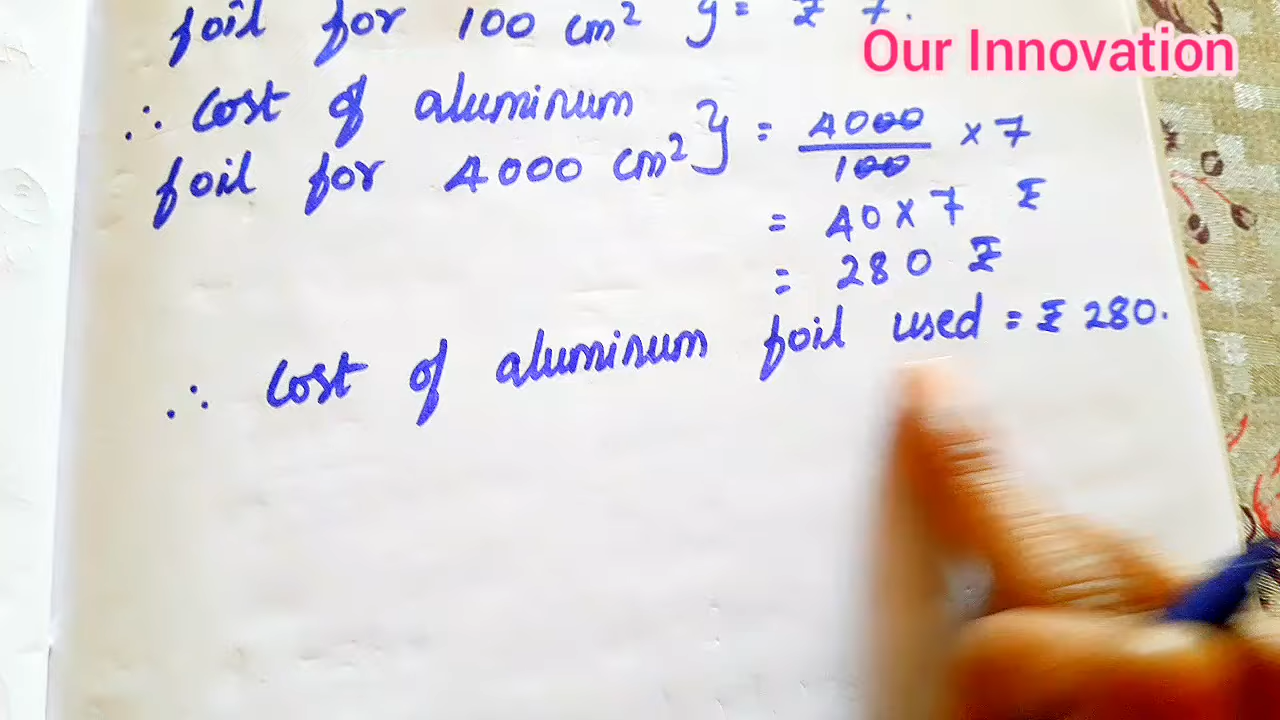 foil for 100 cm² } = ₹ 7.
Our Innovation
∴ Cost of aluminum
foil for 4000 cm² } = 4000/100 × 7
= 40 × 7 ₹
= 280 ₹
∴ Cost of aluminum foil used = ₹ 280.